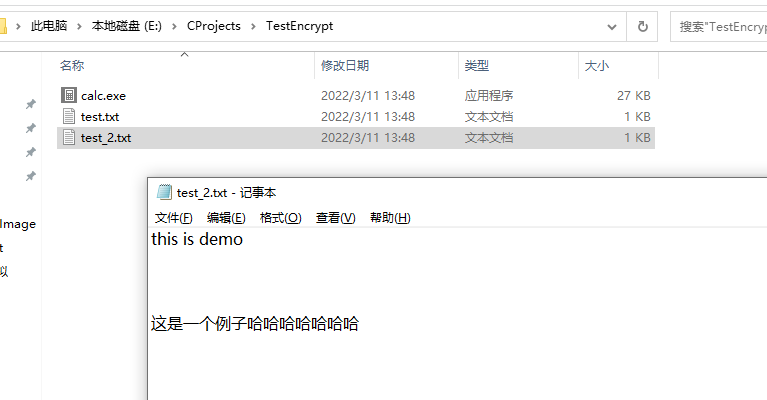 此电脑 > 本地磁盘 (E:) > CProjects > TestEncrypt
搜索"TestEncryp
名称 修改日期 类型 大小
calc.exe 2022/3/11 13:48 应用程序 27 KB
test.txt 2022/3/11 13:48 文本文档 1 KB
test_2.txt 2022/3/11 13:48 文本文档 1 KB
Image
t
拟
test_2.txt - 记事本
文件(F) 编辑(E) 格式(O) 查看(V) 帮助(H)
this is demo
这是一个例子哈哈哈哈哈哈哈